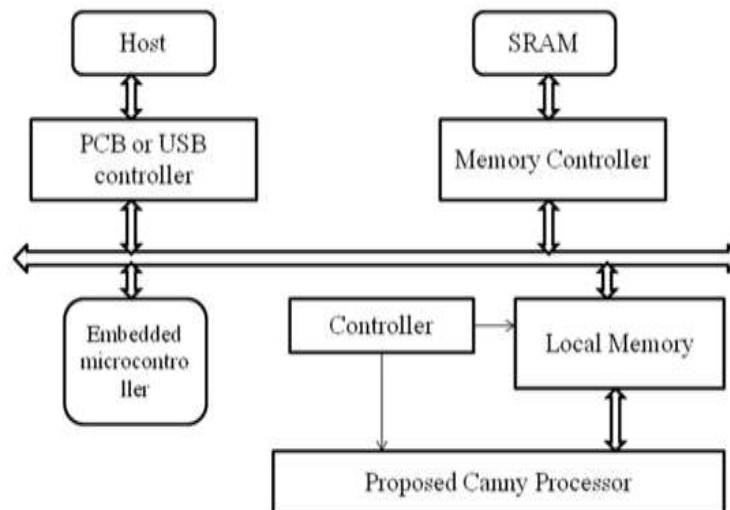 Host
SRAM
PCB or USB
controller
Memory Controller
Embedded
microcontro
ller
Controller
Local Memory
Proposed Canny Processor